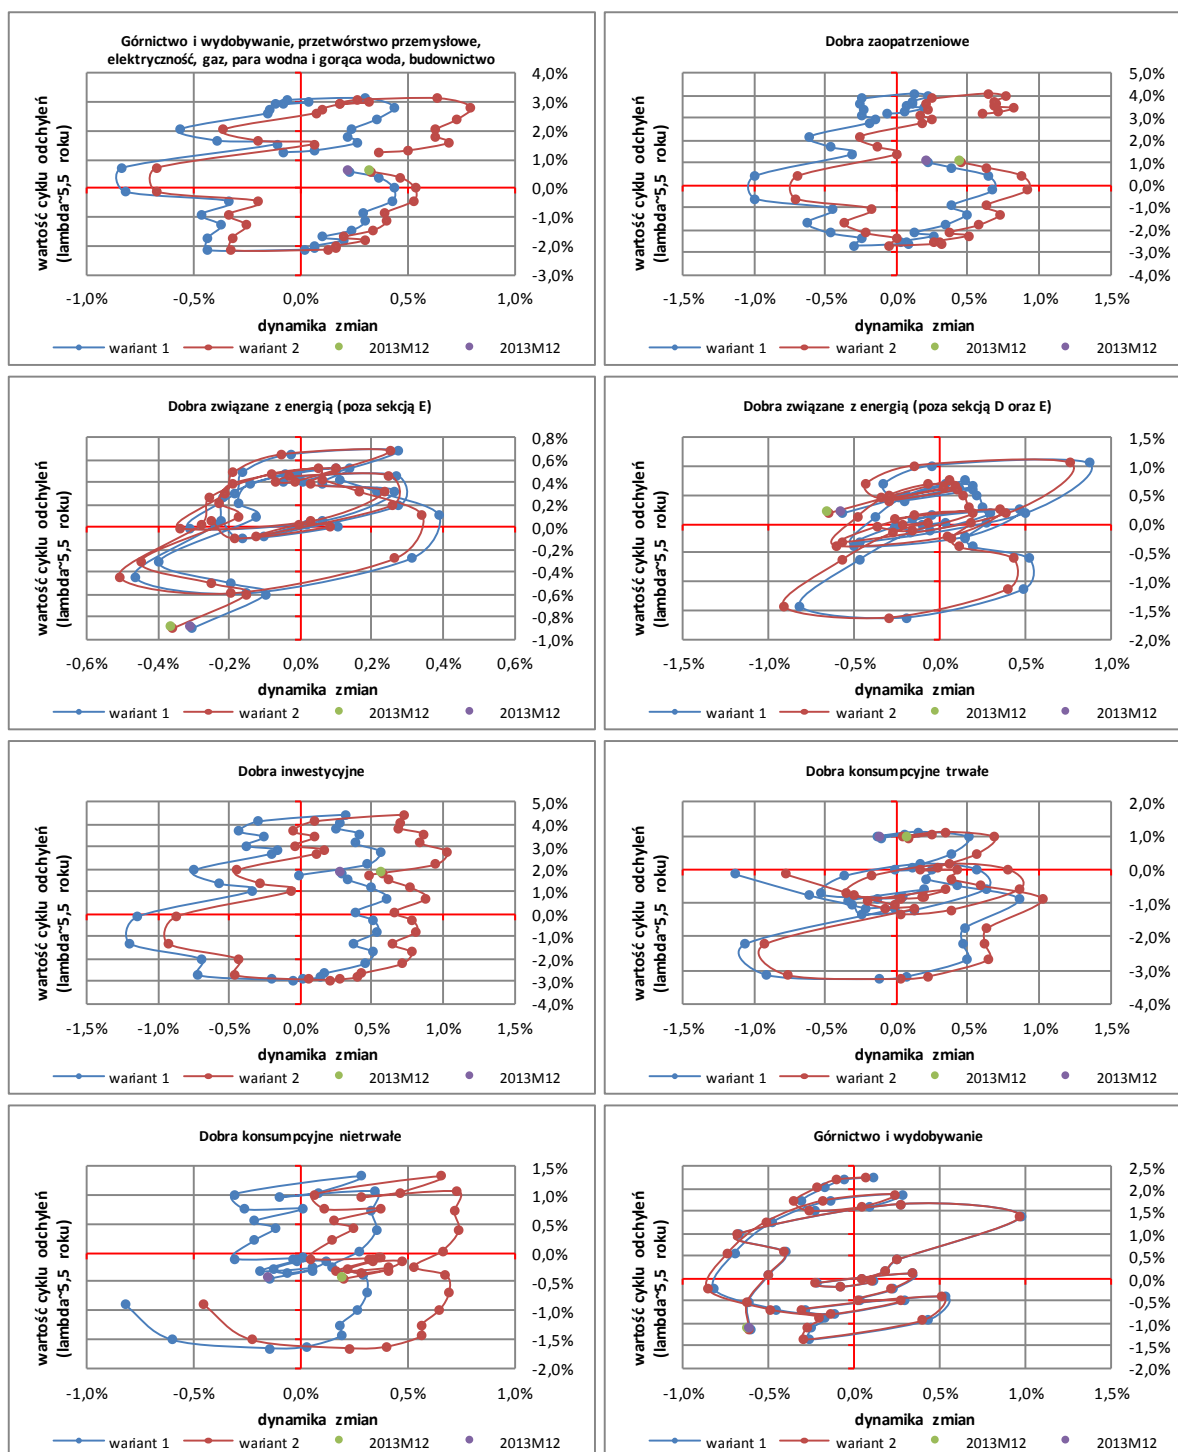 Górnictwo i wydobywanie, przetwórstwo przemysłowe,
elektryczność, gaz, para wodna i gorąca woda, budownictwo
wartość cyklu odchyleń
(lambda~5,5 roku)
4,0%
3,0%
2,0%
1,0%
0,0%
-1,0%
-2,0%
-3,0%
-1,0% -0,5% 0,0% 0,5% 1,0%
dynamika zmian
wariant 1 wariant 2 2013M12 2013M12
Dobra zaopatrzeniowe
wartość cyklu odchyleń
(lambda~5,5 roku)
5,0%
4,0%
3,0%
2,0%
1,0%
0,0%
-1,0%
-2,0%
-3,0%
-4,0%
-1,5% -1,0% -0,5% 0,0% 0,5% 1,0% 1,5%
dynamika zmian
wariant 1 wariant 2 2013M12 2013M12
Dobra związane z energią (poza sekcją E)
wartość cyklu odchyleń
(lambda~5,5 roku)
0,8%
0,6%
0,4%
0,2%
0,0%
-0,2%
-0,4%
-0,6%
-0,8%
-1,0%
-0,6% -0,4% -0,2% 0,0% 0,2% 0,4% 0,6%
dynamika zmian
wariant 1 wariant 2 2013M12 2013M12
Dobra związane z energią (poza sekcją D oraz E)
wartość cyklu odchyleń
(lambda~5,5 roku)
1,5%
1,0%
0,5%
0,0%
-0,5%
-1,0%
-1,5%
-2,0%
-1,5% -1,0% -0,5% 0,0% 0,5% 1,0%
dynamika zmian
wariant 1 wariant 2 2013M12 2013M12
Dobra inwestycyjne
wartość cyklu odchyleń
(lambda~5,5 roku)
5,0%
4,0%
3,0%
2,0%
1,0%
0,0%
-1,0%
-2,0%
-3,0%
-4,0%
-1,5% -1,0% -0,5% 0,0% 0,5% 1,0% 1,5%
dynamika zmian
wariant 1 wariant 2 2013M12 2013M12
Dobra konsumpcyjne trwałe
wartość cyklu odchyleń
(lambda~5,5 roku)
2,0%
1,0%
0,0%
-1,0%
-2,0%
-3,0%
-4,0%
-1,5% -1,0% -0,5% 0,0% 0,5% 1,0% 1,5%
dynamika zmian
wariant 1 wariant 2 2013M12 2013M12
Dobra konsumpcyjne nietrwałe
wartość cyklu odchyleń
(lambda~5,5 roku)
1,5%
1,0%
0,5%
0,0%
-0,5%
-1,0%
-1,5%
-2,0%
-1,0% -0,5% 0,0% 0,5% 1,0%
dynamika zmian
wariant 1 wariant 2 2013M12 2013M12
Górnictwo i wydobywanie
wartość cyklu odchyleń
(lambda~5,5 roku)
2,5%
2,0%
1,5%
1,0%
0,5%
0,0%
-0,5%
-1,0%
-1,5%
-2,0%
-1,0% -0,5% 0,0% 0,5% 1,0% 1,5%
dynamika zmian
wariant 1 wariant 2 2013M12 2013M12